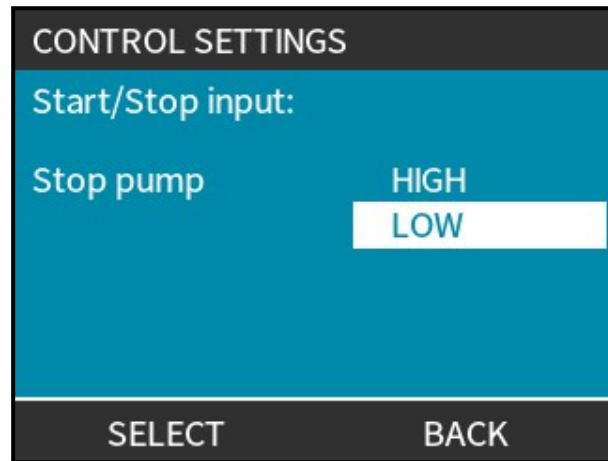 CONTROL SETTINGS
Start/Stop input:
Stop pump HIGH
LOW
SELECT BACK